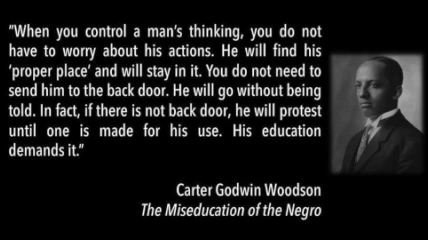 “When you control a man’s thinking, you do not
have to worry about his actions. He will find his
‘proper place’ and will stay in it. You do not need to
send him to the back door. He will go without being
told. In fact, if there is not back door, he will protest
until one is made for his use. His education
demands it.”
Carter Godwin Woodson
The Miseducation of the Negro